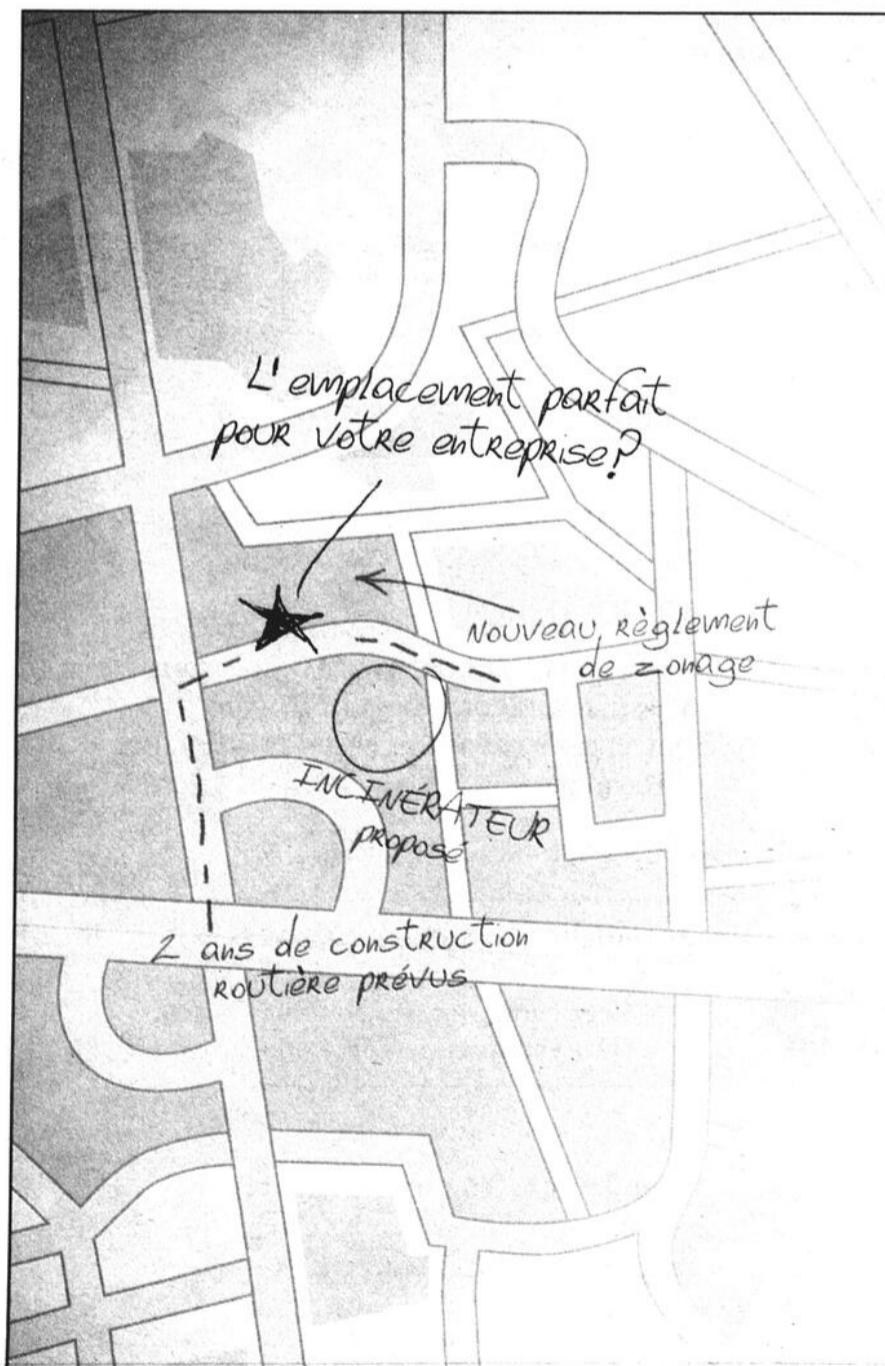 L'emplacement parfait
pour votre entreprise?
Nouveau règlement
de zonage
INCINÉRATEUR
proposé
2 ans de construction
routière prévus